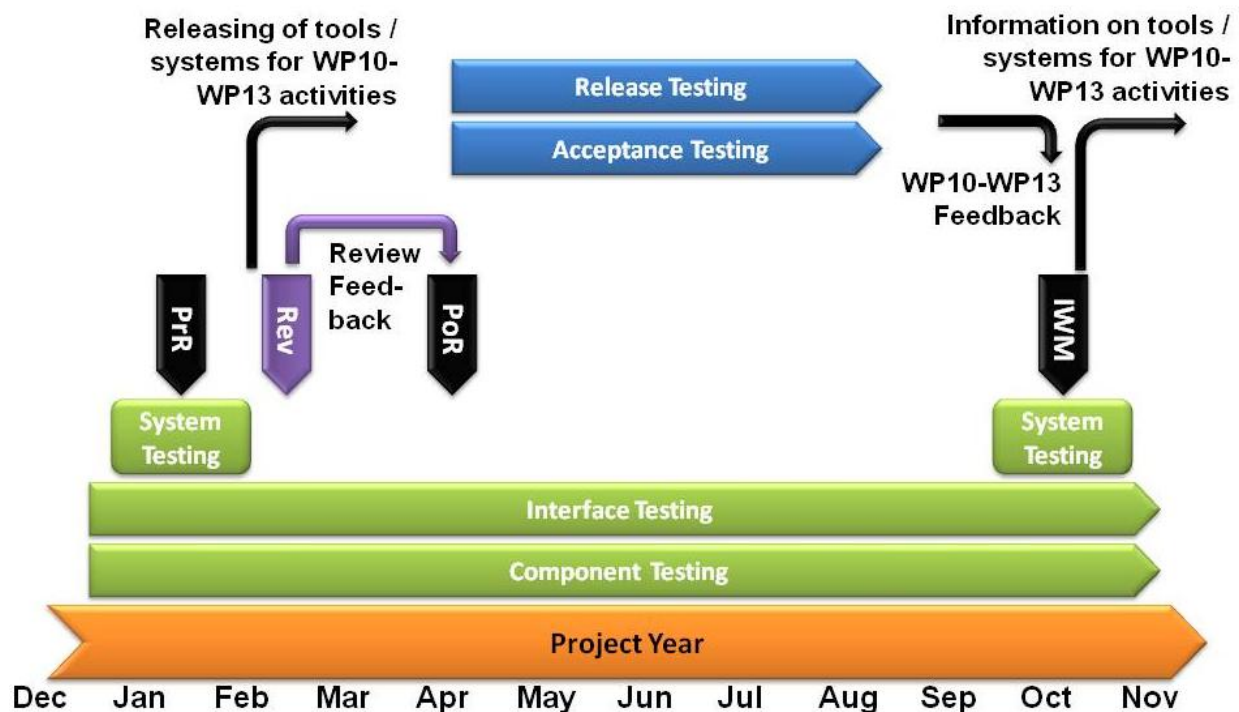 Releasing of tools /
systems for WP10-
WP13 activities
Information on tools /
systems for WP10-
WP13 activities
Release Testing
Acceptance Testing
WP10-WP13
Feedback
Review
Feed-
back
PrR
Rev
PoR
IWM
System
Testing
System
Testing
Interface Testing
Component Testing
Project Year
Dec Jan Feb Mar Apr May Jun Jul Aug Sep Oct Nov